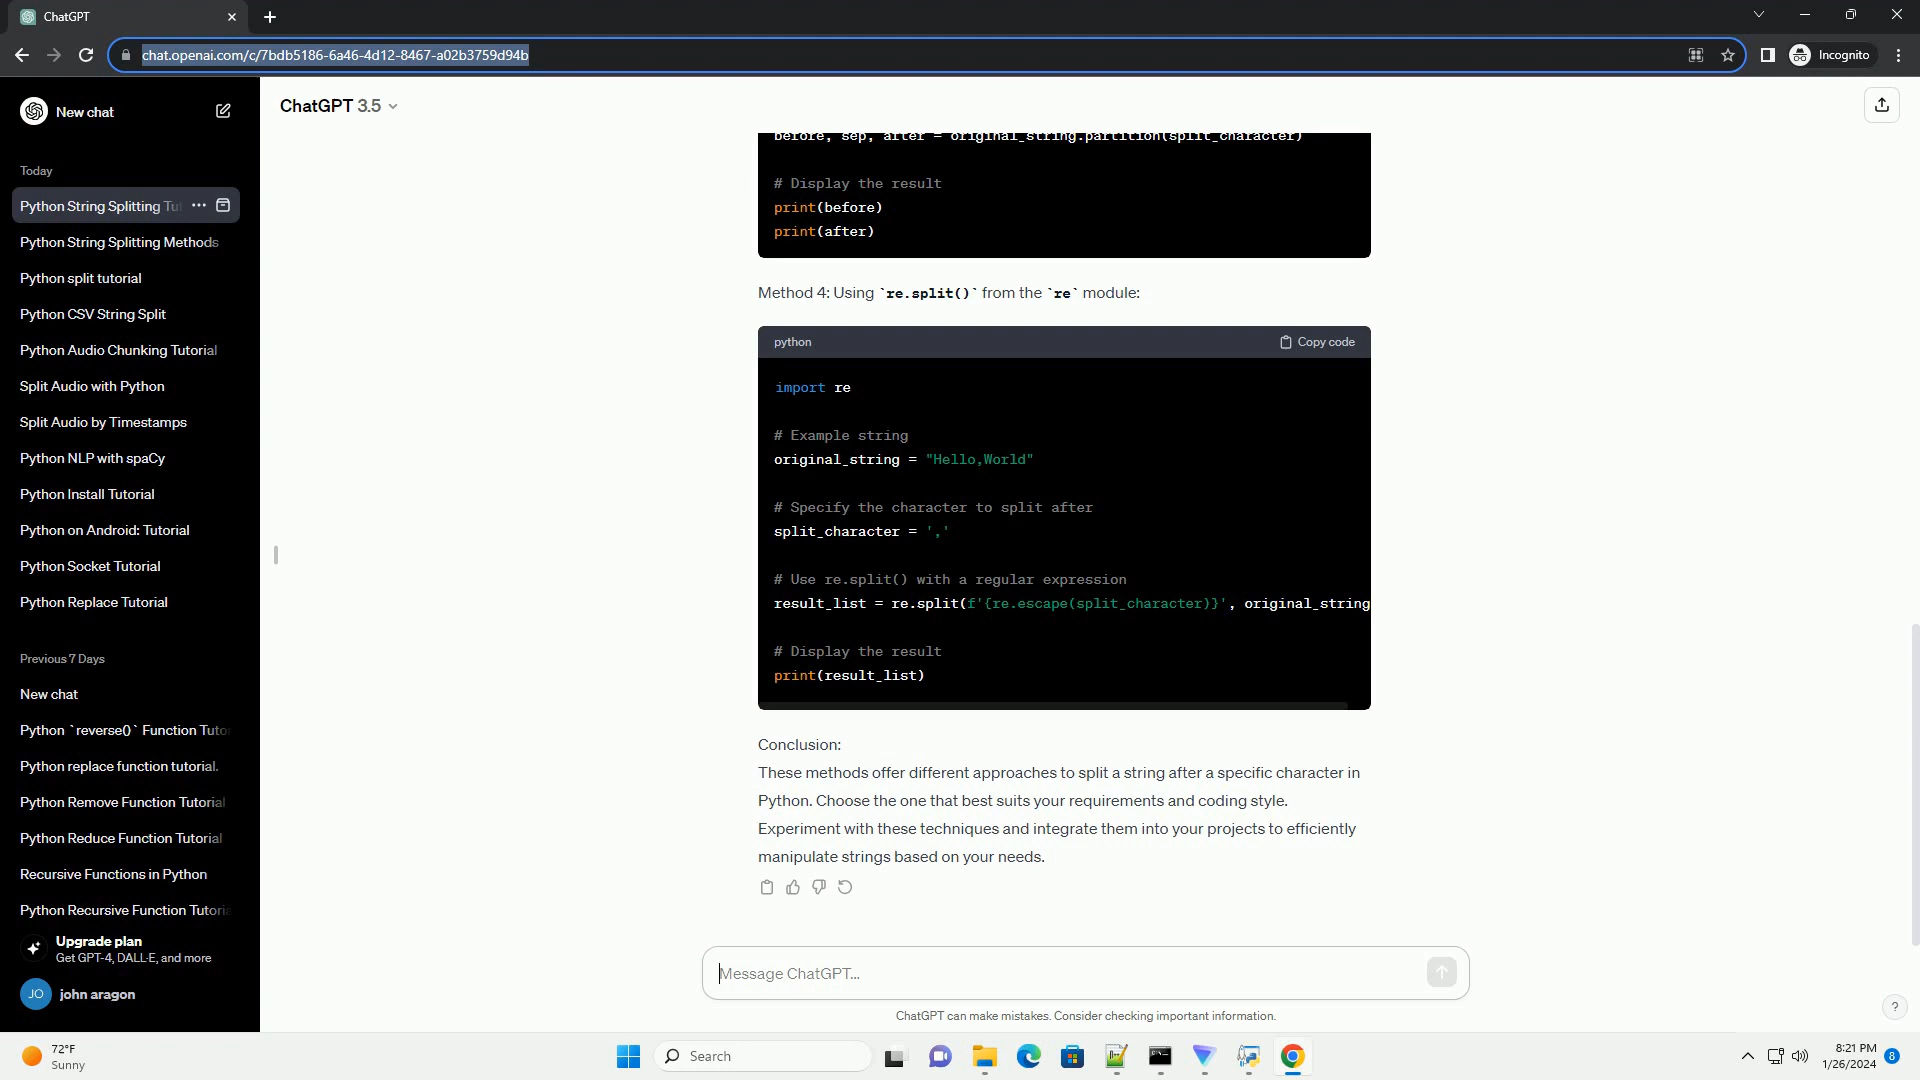 ChatGPT
chat.openai.com/c/7bdb5186-6a46-4d12-8467-a02b3759d94b
Incognito
New chat
ChatGPT 3.5
Today
Python String Splitting Tu
Python String Splitting Methods
Python split tutorial
Python CSV String Split
Python Audio Chunking Tutorial
Split Audio with Python
Split Audio by Timestamps
Python NLP with spaCy
Python Install Tutorial
Python on Android: Tutorial
Python Socket Tutorial
Python Replace Tutorial
Previous 7 Days
New chat
Python `reverse()` Function Tuto
Python replace function tutorial.
Python Remove Function Tutorial
Python Reduce Function Tutorial
Recursive Functions in Python
Python Recursive Function Tutoria
Upgrade plan
Get GPT-4, DALL·E, and more
JO john aragon
before, sep, after = original_string.partition(split_character)
# Display the result
print(before)
print(after)
Method 4: Using `re.split()` from the `re` module:
python
Copy code
import re
# Example string
original_string = "Hello,World"
# Specify the character to split after
split_character = ','
# Use re.split() with a regular expression
result_list = re.split(f'{re.escape(split_character)}', original_string
# Display the result
print(result_list)
Conclusion:
These methods offer different approaches to split a string after a specific character in
Python. Choose the one that best suits your requirements and coding style.
Experiment with these techniques and integrate them into your projects to efficiently
manipulate strings based on your needs.
Message ChatGPT...
ChatGPT can make mistakes. Consider checking important information.
?
72°F
Sunny
Search
8:21 PM
1/26/2024
8